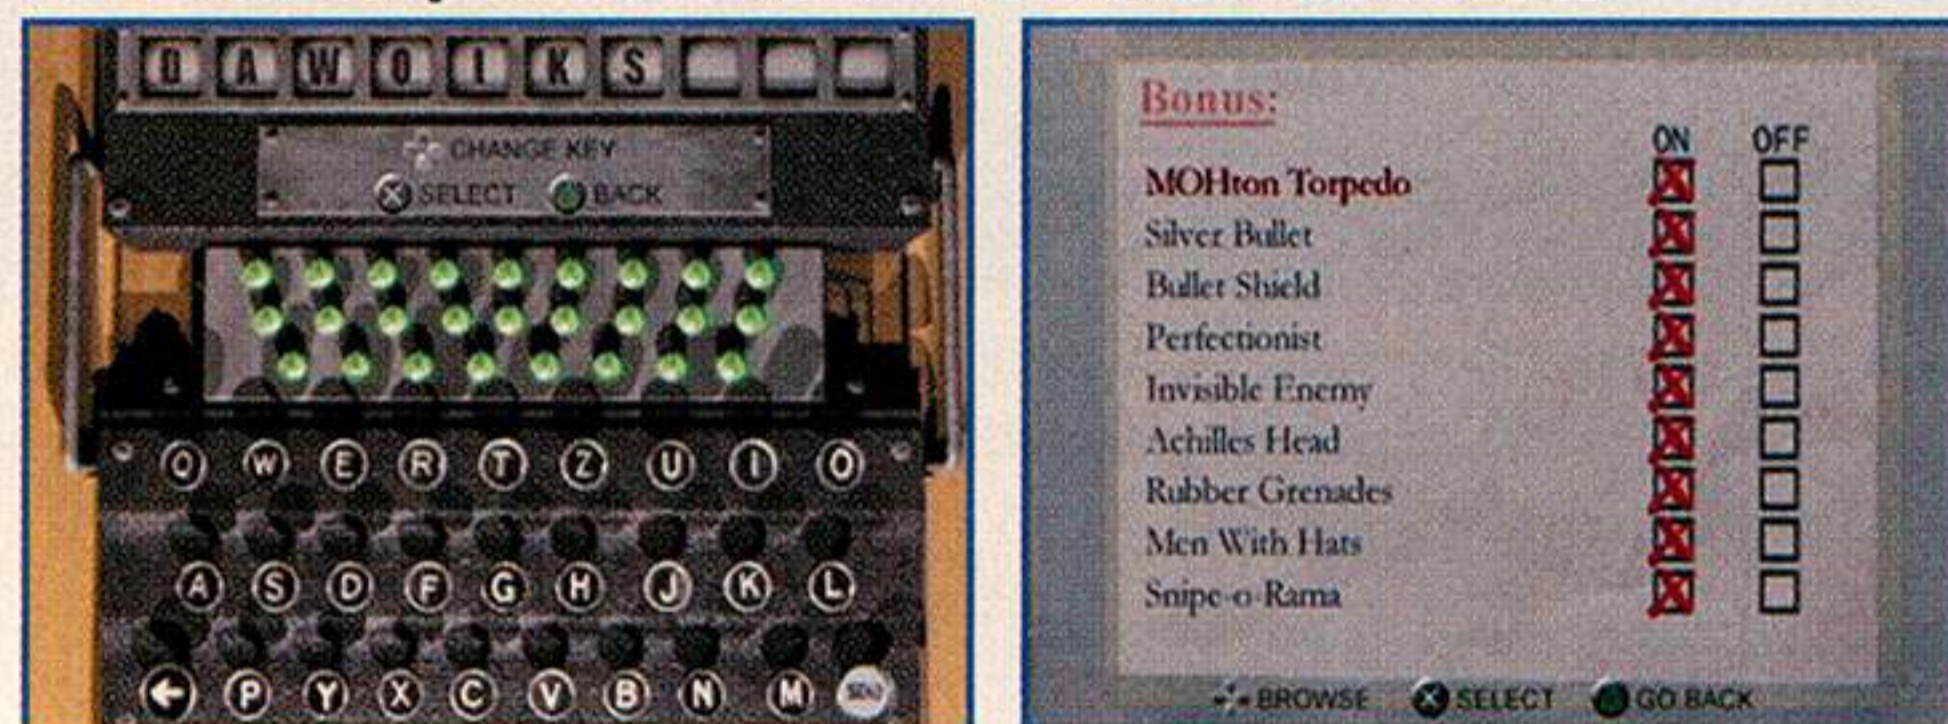 DAWOIKS
CHANGE KEY
SELECT BACK
Q W E R T Z U I O
A S D F G H J K L
P Y X C V B N M SEND
Bonus:
ON OFF
MOHton Torpedo
Silver Bullet
Bullet Shield
Perfectionist
Invisible Enemy
Achilles Head
Rubber Grenades
Men With Hats
Snipe-o-Rama
BROWSE SELECT GO BACK